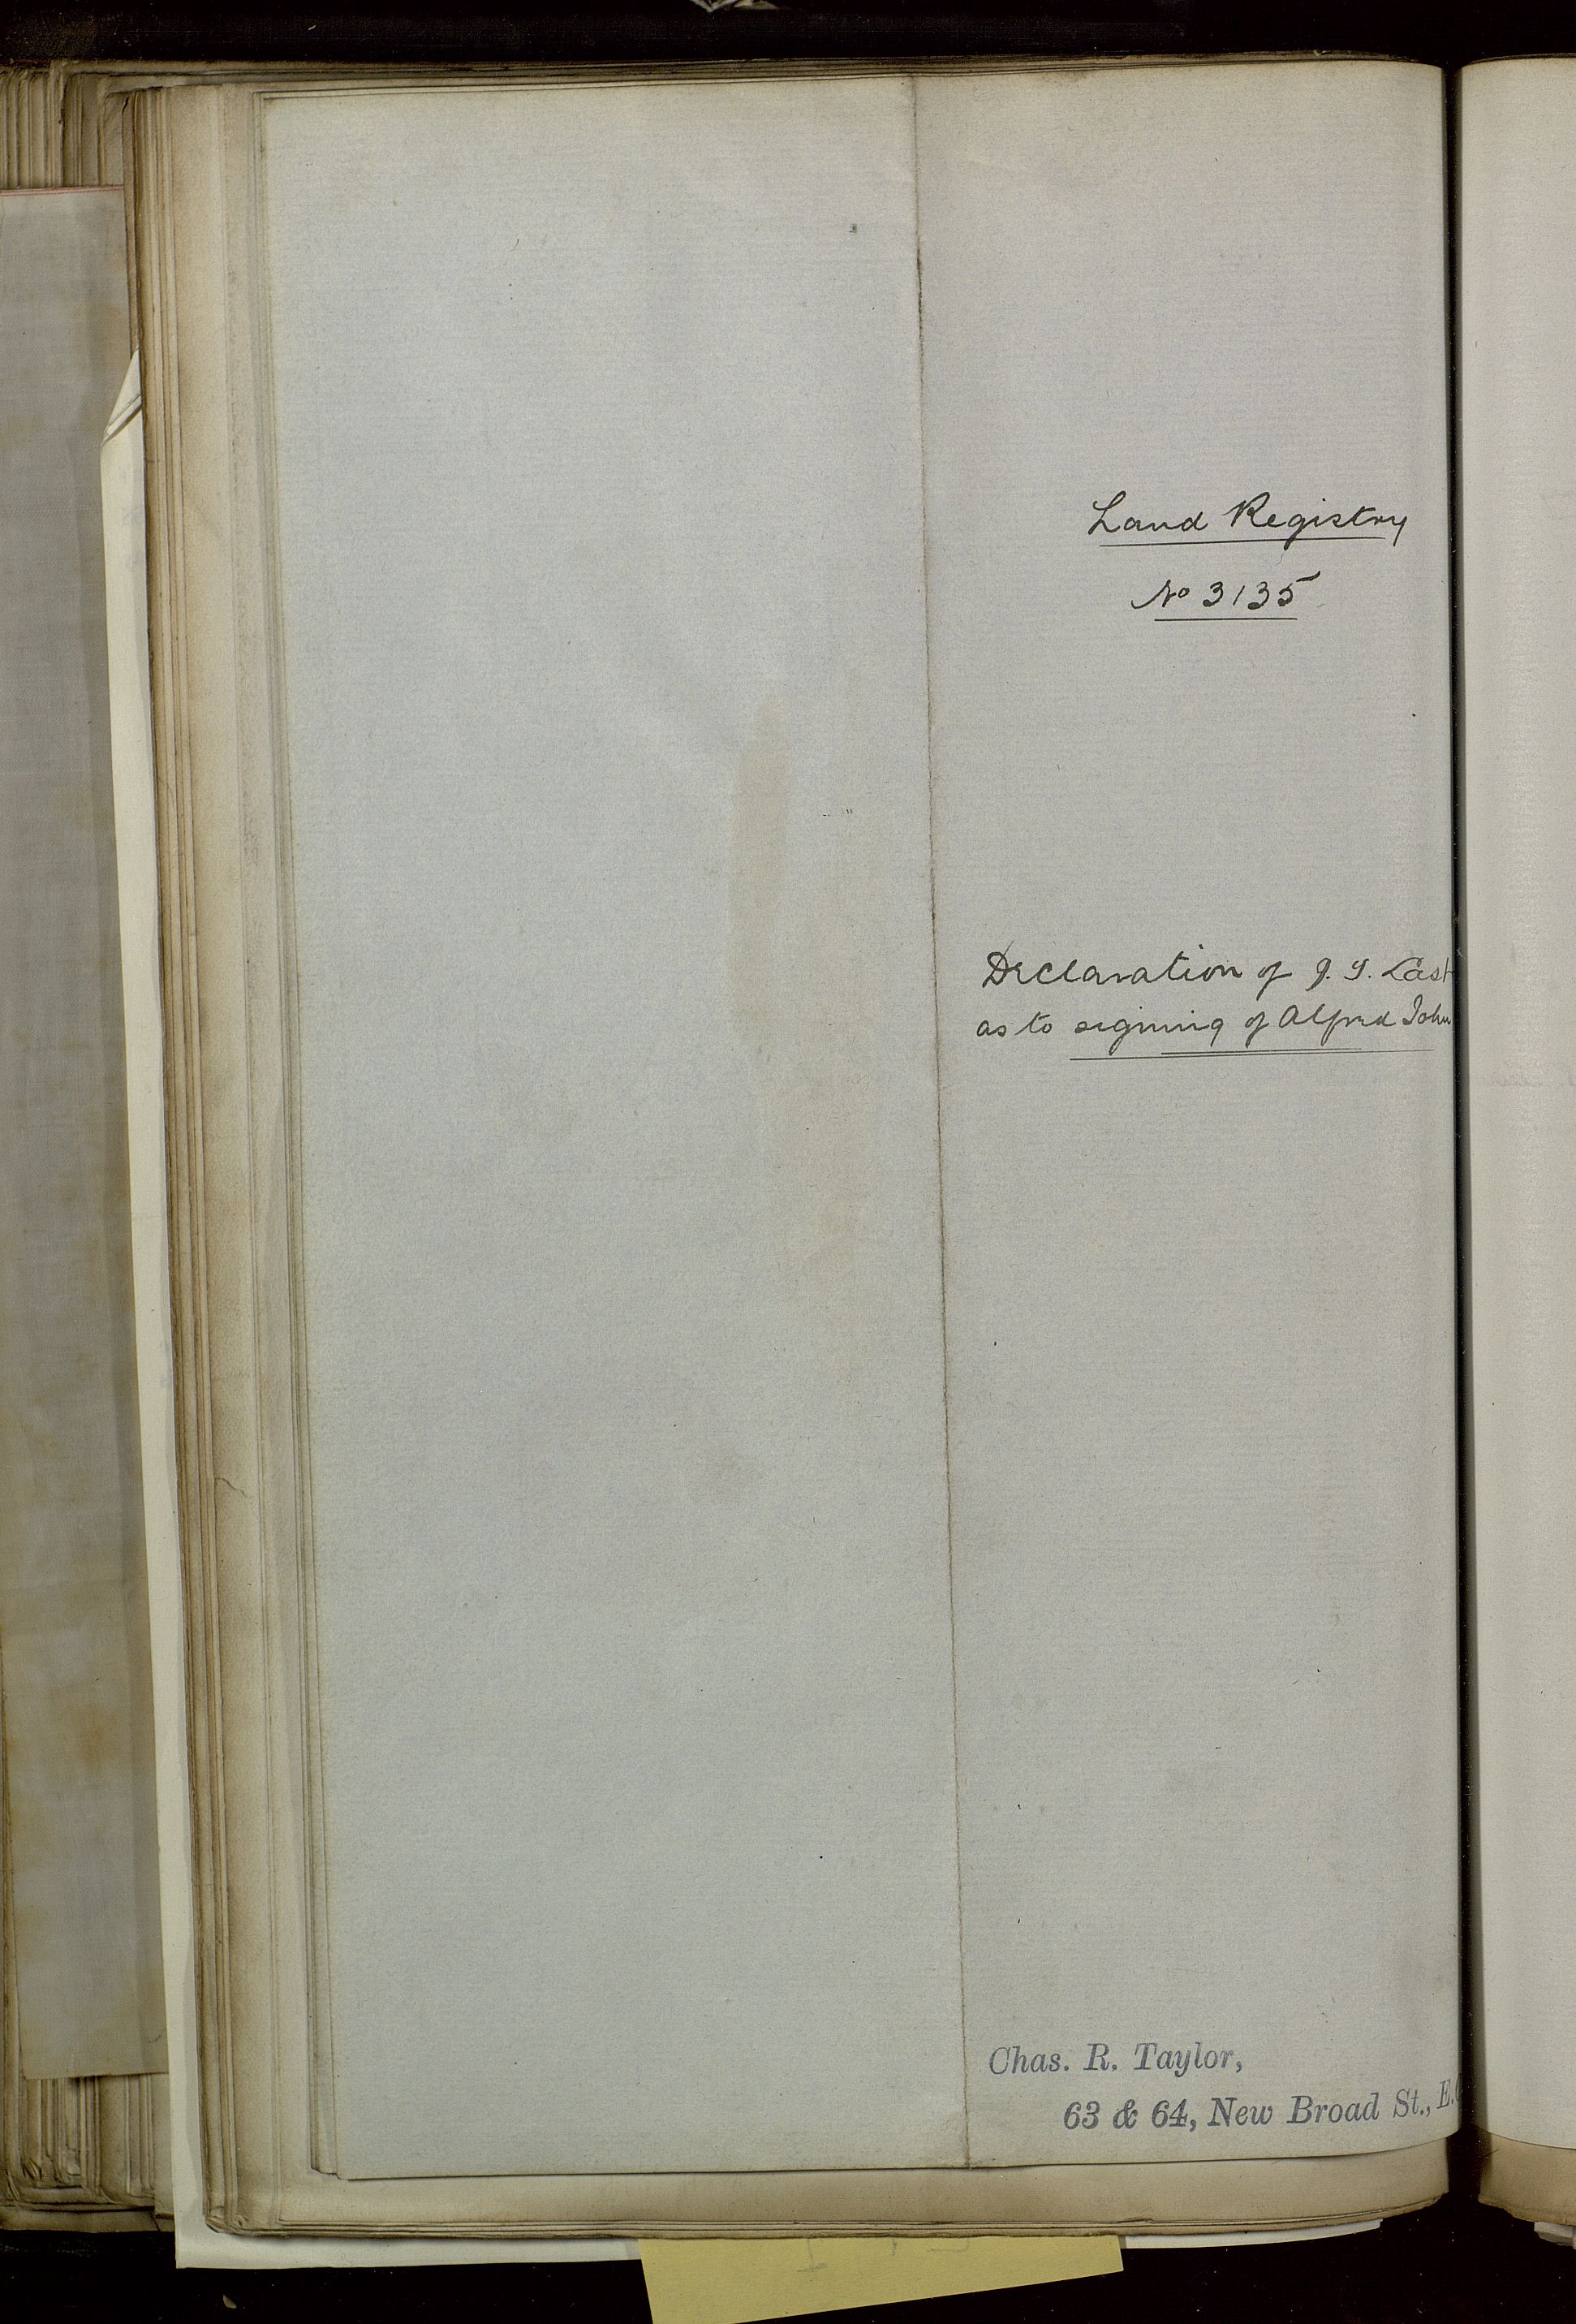 Land Registry
No 3135
Declaration of J. G. Last
as to signing of Alfred John
Chas. R. Taylor,
63 & 64, New Broad St., E.